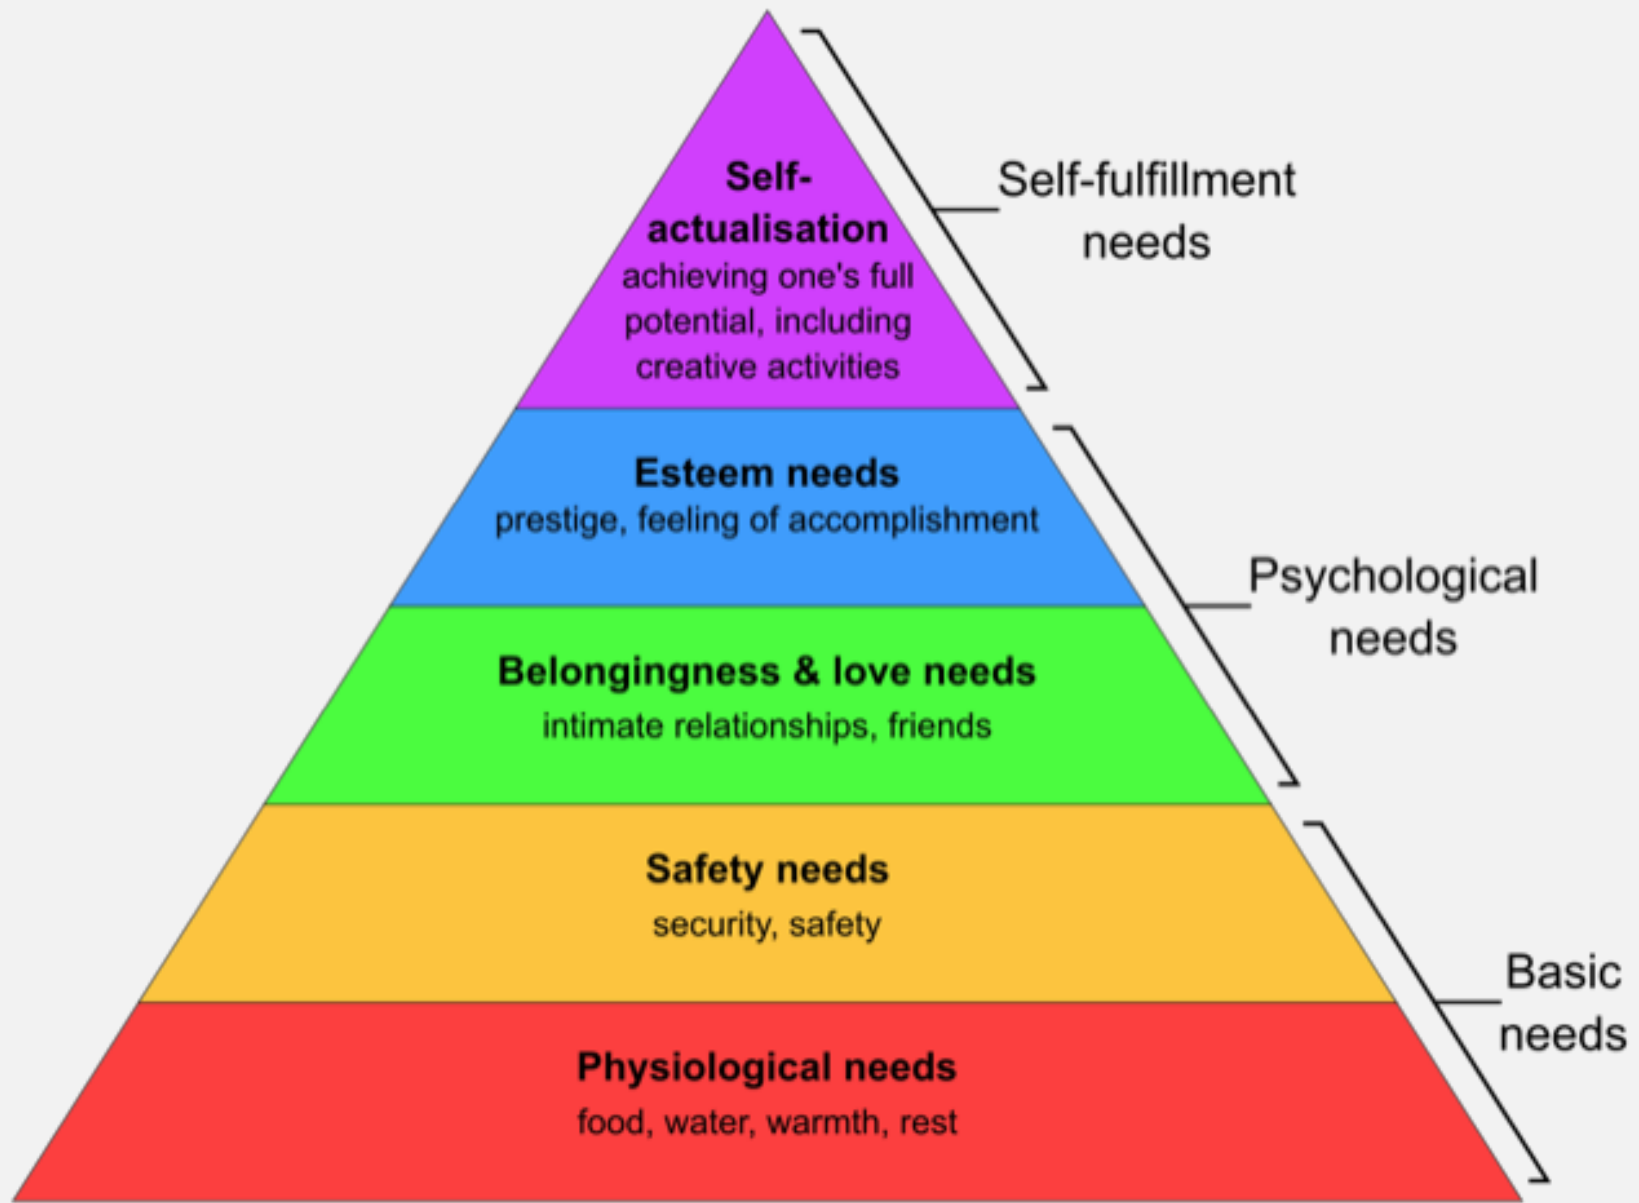 Self-
actualisation
achieving one's full
potential, including
creative activities
Self-fulfillment
needs
Esteem needs
prestige, feeling of accomplishment
Psychological
needs
Belongingness & love needs
intimate relationships, friends
Safety needs
security, safety
Basic
needs
Physiological needs
food, water, warmth, rest